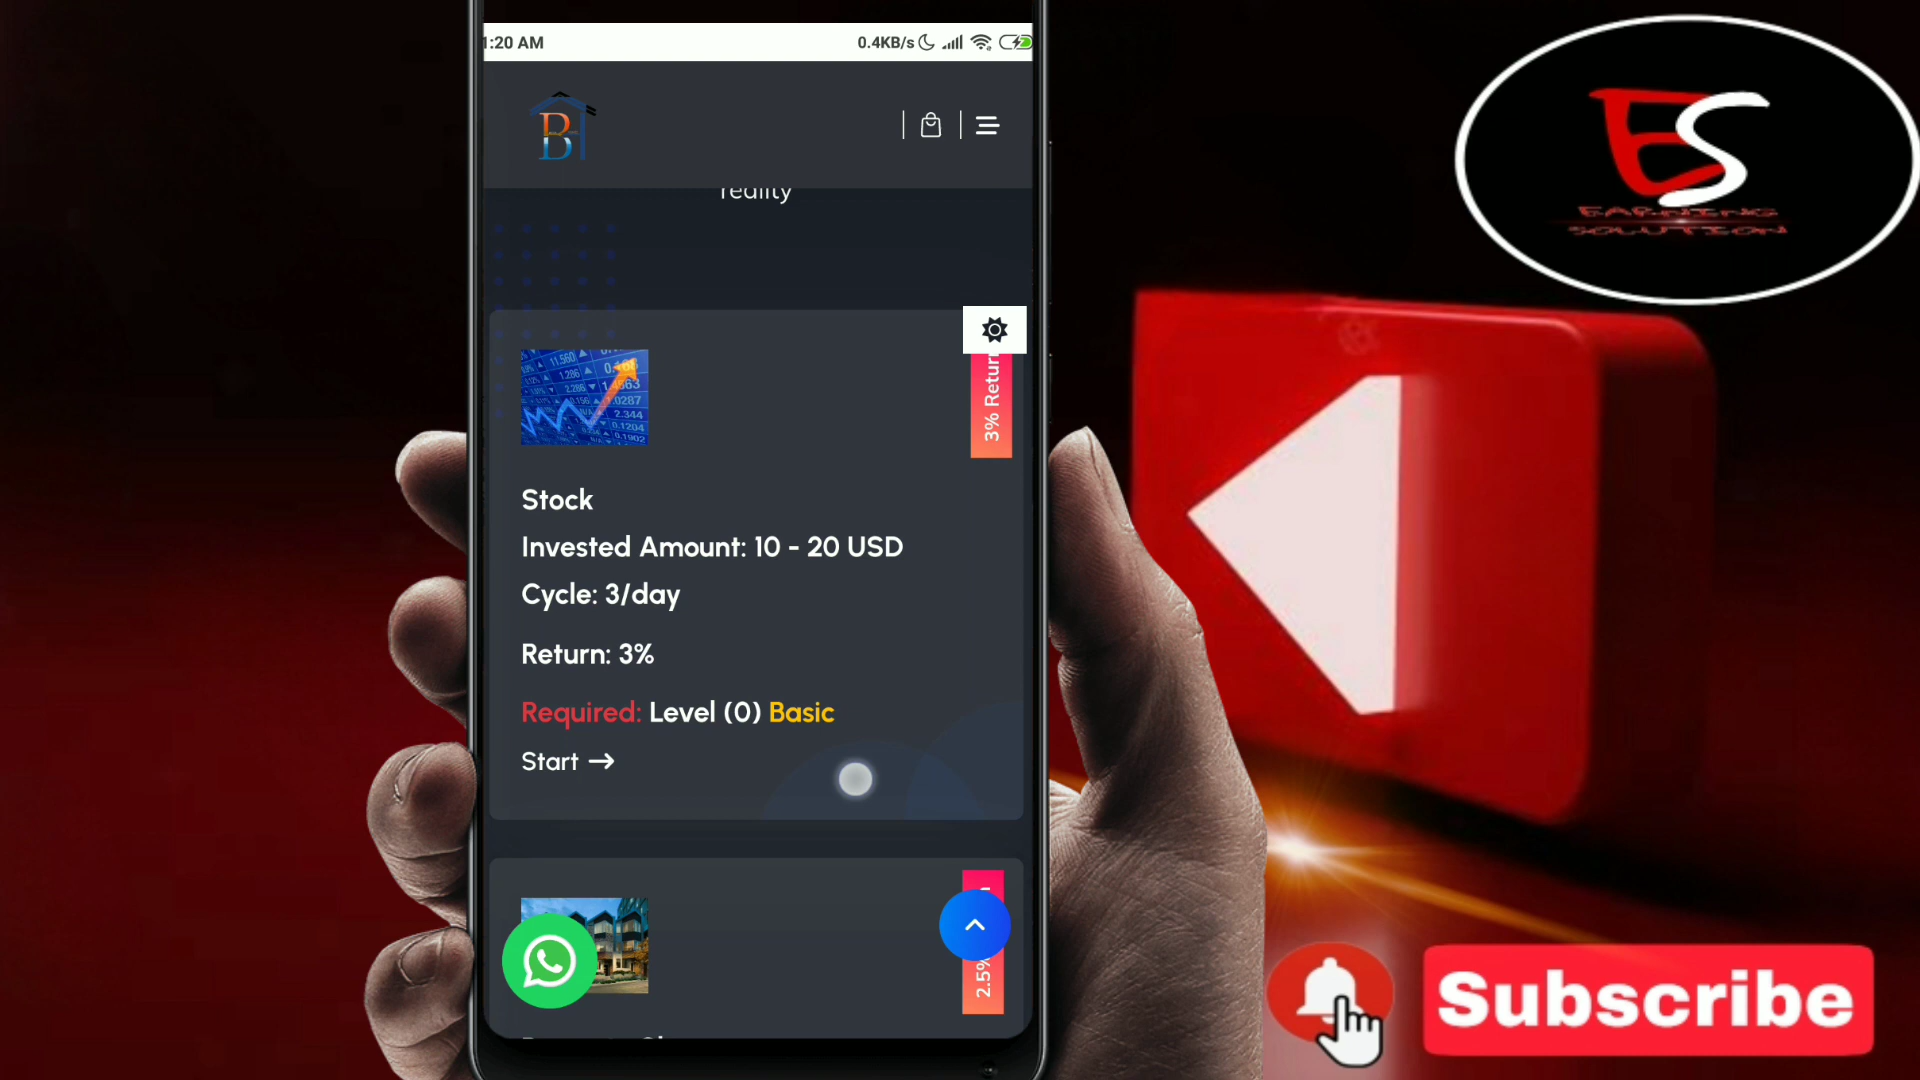 1:20 AM
0.4KB/s
B
reality
3% Return
Stock
Invested Amount: 10 - 20 USD
Cycle: 3/day
Return: 3%
Required: Level (0) Basic
Start →
2.5%
ES
EARNING
SOLUTION
Subscribe